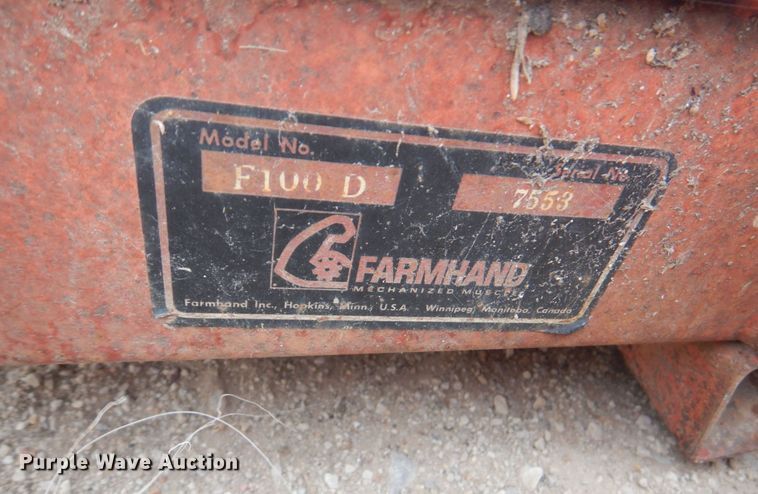 Model No. Serial No.
F100 D 7553
FARMHAND
MECHANIZED MUSCLE
Farmhand Inc., Hopkins, Minn., U.S.A. - Winnipeg, Manitoba, Canada
Purple Wave Auction